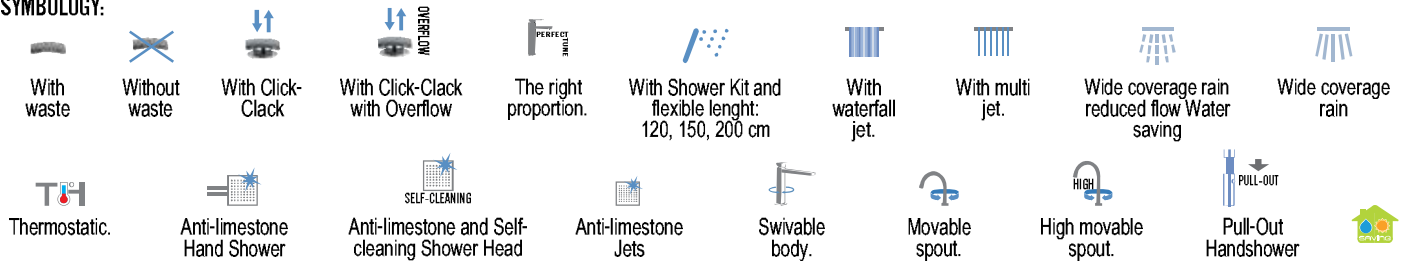 SYMBOLOGY:
OVERFLOW
PERFECT
TUNE
With
waste
Without
waste
With Click-
Clack
With Click-Clack
with Overflow
The right
proportion.
With Shower Kit and
flexible lenght:
120, 150, 200 cm
With
waterfall
jet.
With multi
jet.
Wide coverage rain
reduced flow Water
saving
Wide coverage
rain
TH
SELF-CLEANING
HIGH
PULL-OUT
Thermostatic.
Anti-limestone
Hand Shower
Anti-limestone and Self-
cleaning Shower Head
Anti-limestone
Jets
Swivable
body.
Movable
spout.
High movable
spout.
Pull-Out
Handshower
SAVING